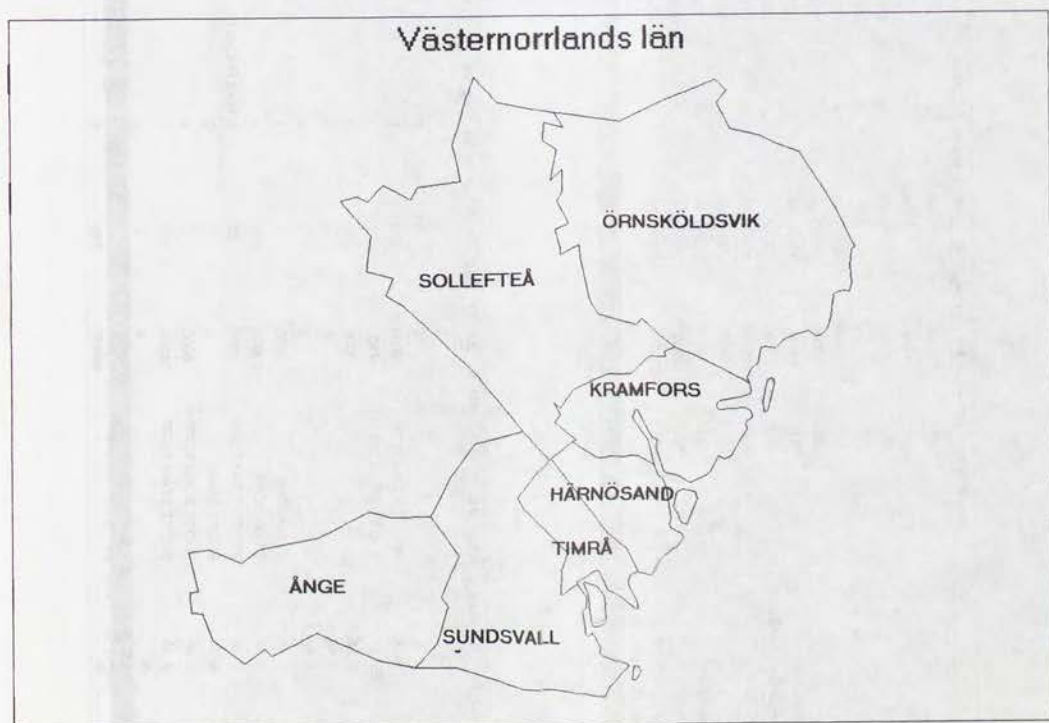 Västernorrlands län
ÖRNSKÖLDSVIK
SOLLEFTEÅ
KRAMFORS
HÄRNÖSAND
TIMRÅ
ÅNGE
SUNDSVALL